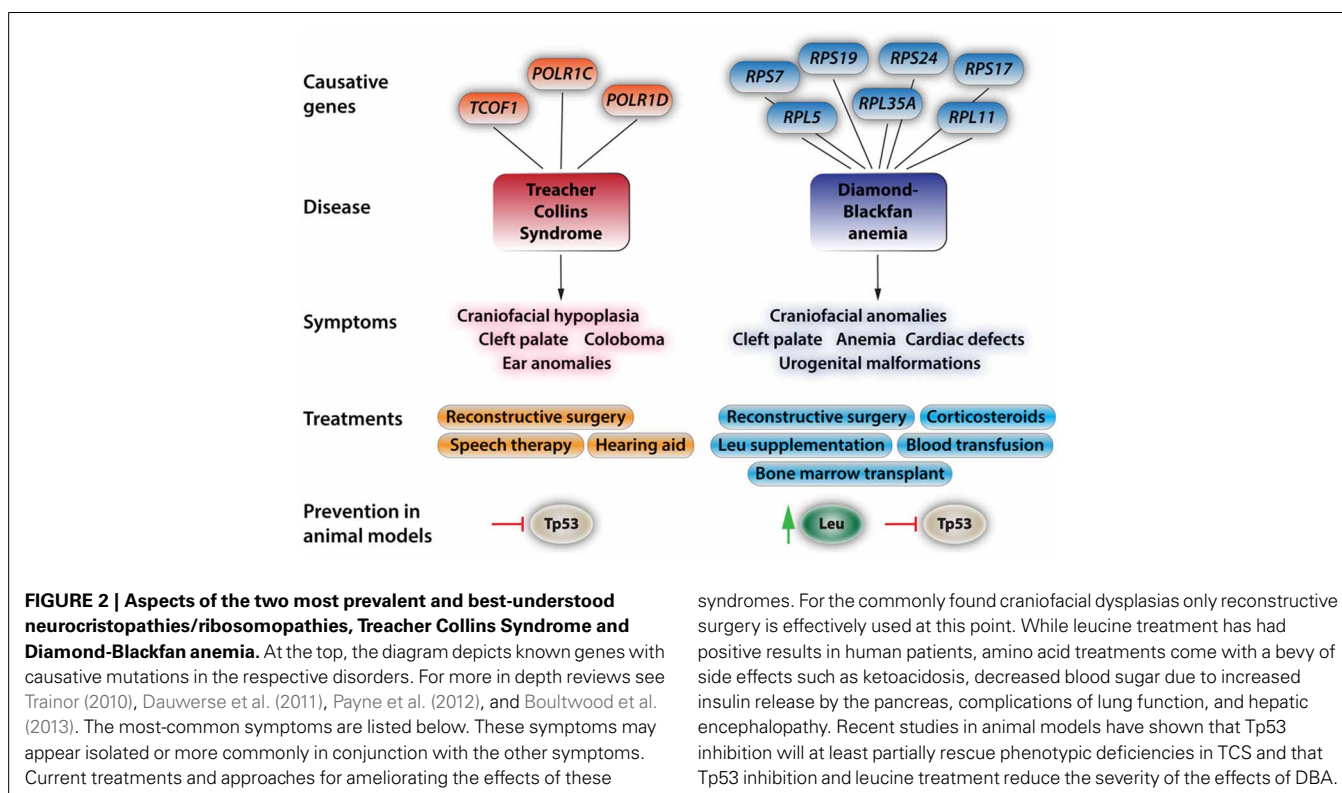 Causative
genes
TCOF1
POLR1C
POLR1D
RPS7
RPS19
RPS24
RPS17
RPL5
RPL35A
RPL11
Disease
Treacher
Collins
Syndrome
Diamond-
Blackfan
anemia
Symptoms
Craniofacial hypoplasia
Cleft palate Coloboma
Ear anomalies
Craniofacial anomalies
Cleft palate Anemia Cardiac defects
Urogenital malformations
Treatments
Reconstructive surgery
Speech therapy Hearing aid
Reconstructive surgery Corticosteroids
Leu supplementation Blood transfusion
Bone marrow transplant
Prevention in
animal models
Tp53
Leu
Tp53
FIGURE 2 | Aspects of the two most prevalent and best-understood
neurocristopathies/ribosomopathies, Treacher Collins Syndrome and
Diamond-Blackfan anemia. At the top, the diagram depicts known genes with
causative mutations in the respective disorders. For more in depth reviews see
Trainor (2010), Dauwerse et al. (2011), Payne et al. (2012), and Boultwood et al.
(2013). The most-common symptoms are listed below. These symptoms may
appear isolated or more commonly in conjunction with the other symptoms.
Current treatments and approaches for ameliorating the effects of these
syndromes. For the commonly found craniofacial dysplasias only reconstructive
surgery is effectively used at this point. While leucine treatment has had
positive results in human patients, amino acid treatments come with a bevy of
side effects such as ketoacidosis, decreased blood sugar due to increased
insulin release by the pancreas, complications of lung function, and hepatic
encephalopathy. Recent studies in animal models have shown that Tp53
inhibition will at least partially rescue phenotypic deficiencies in TCS and that
Tp53 inhibition and leucine treatment reduce the severity of the effects of DBA.